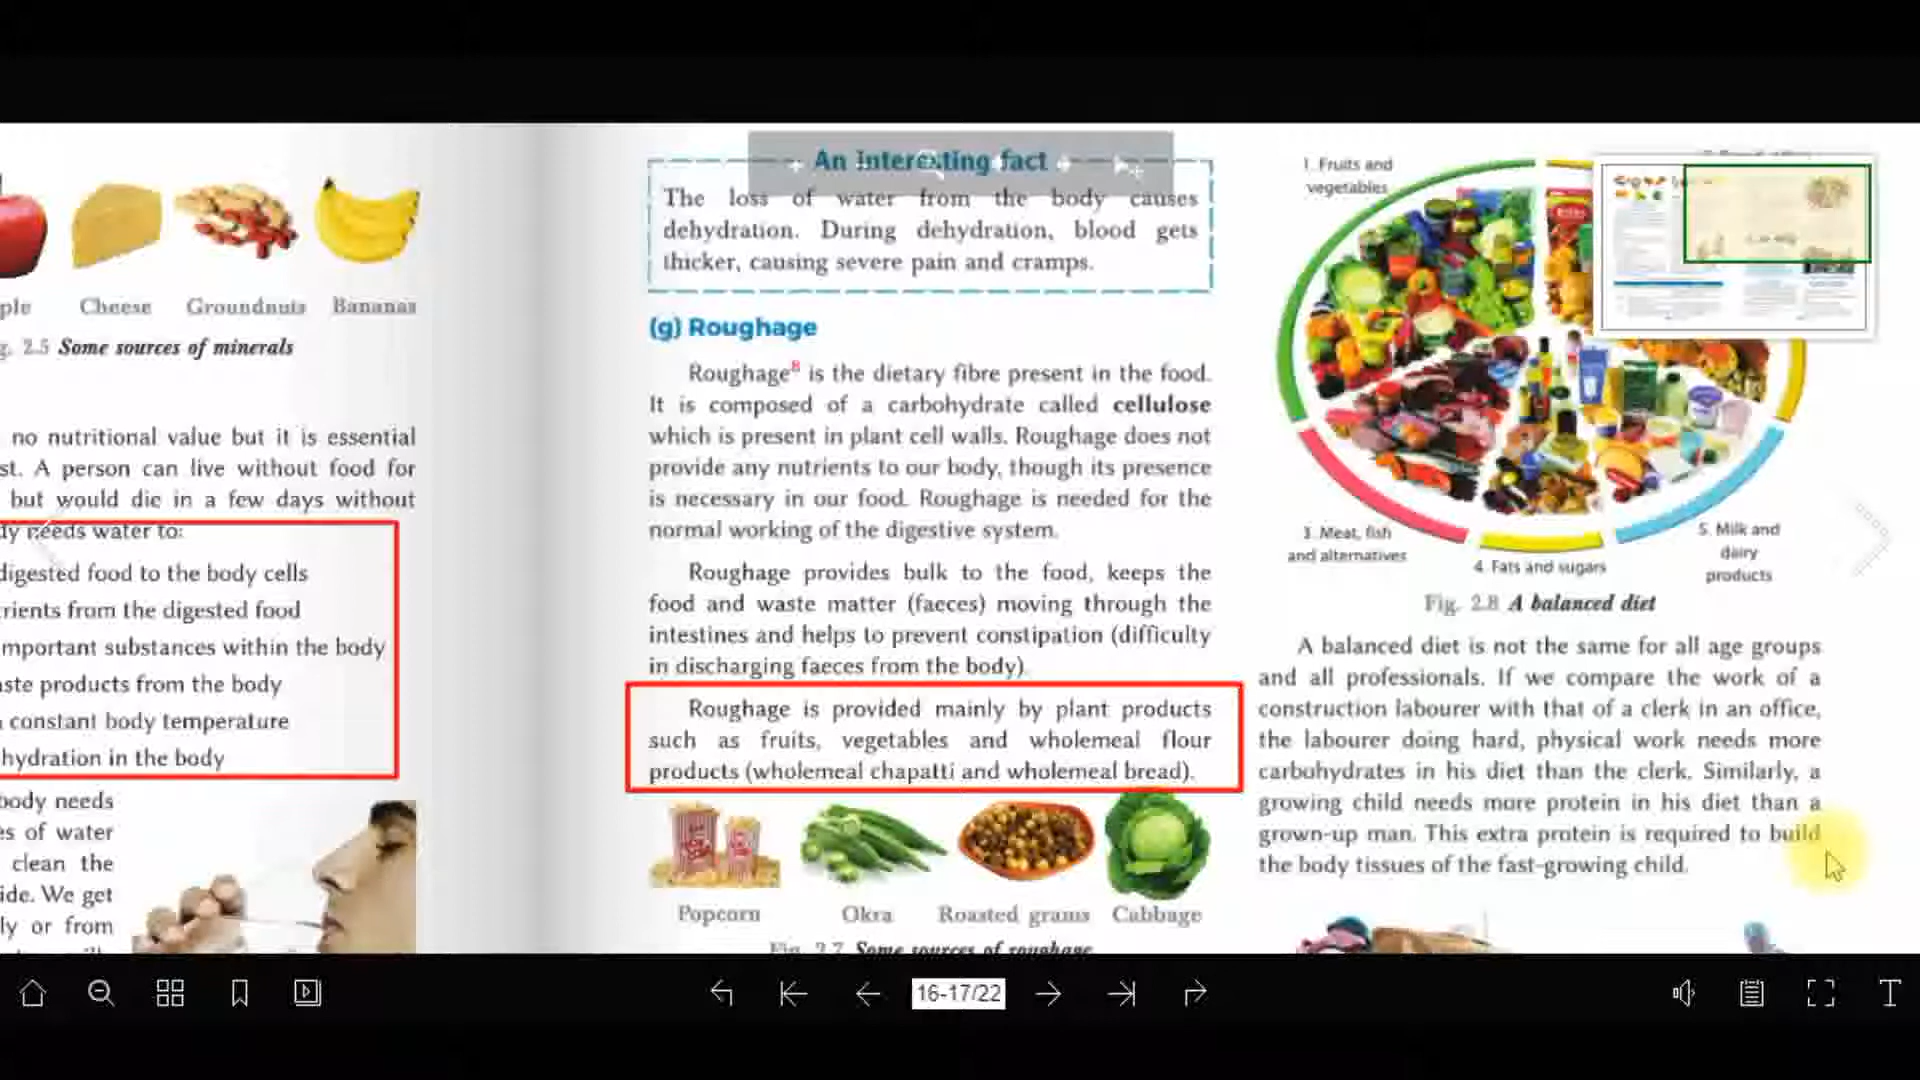 Cheese Groundnuts Bananas
2.5 Some sources of minerals
no nutritional value but it is essential
A person can live without food for
but would die in a few days without
needs water to:
digested food to the body cells
from the digested food
important substances within the body
products from the body
constant body temperature
in the body
body needs
of water
clean the
We get
or from
An interesting fact
The loss of water from the body causes
dehydration. During dehydration, blood gets
thicker, causing severe pain and cramps.
(g) Roughage
Roughage8 is the dietary fibre present in the food.
It is composed of a carbohydrate called cellulose
which is present in plant cell walls. Roughage does not
provide any nutrients to our body, though its presence
is necessary in our food. Roughage is needed for the
normal working of the digestive system.
Roughage provides bulk to the food, keeps the
food and waste matter (faeces) moving through the
intestines and helps to prevent constipation (difficulty
in discharging faeces from the body).
Roughage is provided mainly by plant products
such as fruits, vegetables and wholemeal flour
products (wholemeal chapatti and wholemeal bread).
Popcorn Okra Roasted grams Cabbage
Fig. 2.7 Some sources of roughage
1. Fruits and
vegetables
3. Meat, fish
and alternatives
4. Fats and sugars
5. Milk and
dairy
products
Fig. 2.8 A balanced diet
A balanced diet is not the same for all age groups
and all professionals. If we compare the work of a
construction labourer with that of a clerk in an office,
the labourer doing hard, physical work needs more
carbohydrates in his diet than the clerk. Similarly, a
growing child needs more protein in his diet than a
grown-up man. This extra protein is required to build
the body tissues of the fast-growing child.
16-17/22